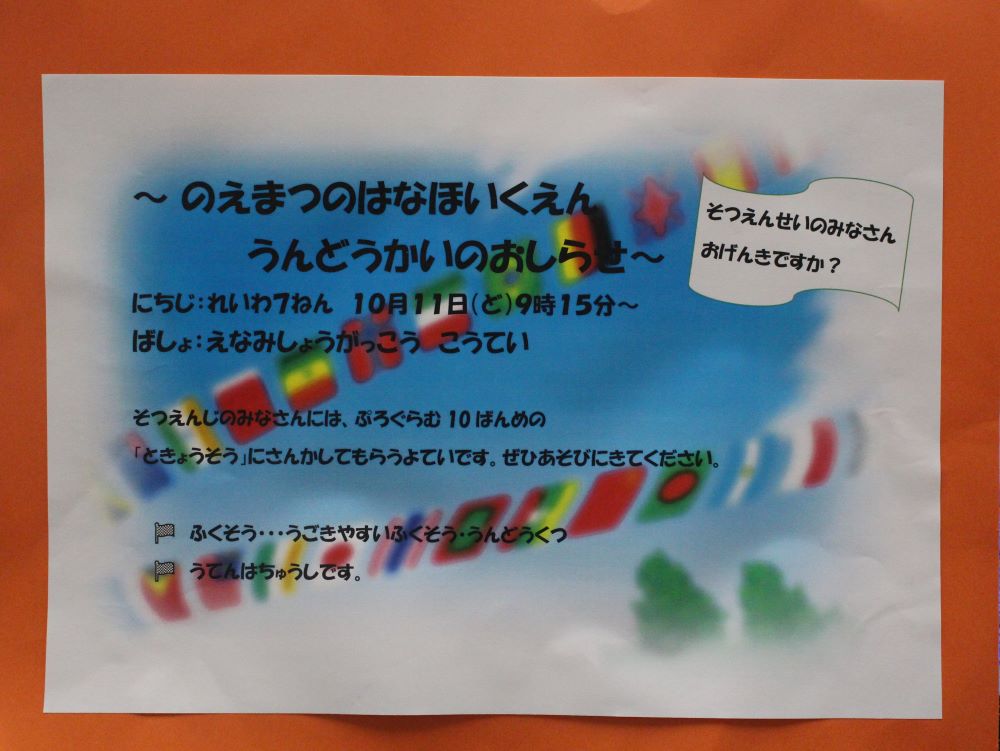 ～ のえまつのはなほいくえん
うんどうかいのおしらせ～
そつえんせいのみなさん
おげんきですか？
にちじ：れいわ7ねん　10月11日（ど）9時15分～
ばしょ：えなみしょうがっこう　こうてい
そつえんじのみなさんには、ぷろぐらむ 10 ばんめの
「ときょうそう」にさんかしてもらうよていです。ぜひあそびにきてください。
ふくそう・・・うごきやすいふくそう・うんどうくつ
うてんはちゅうしです。